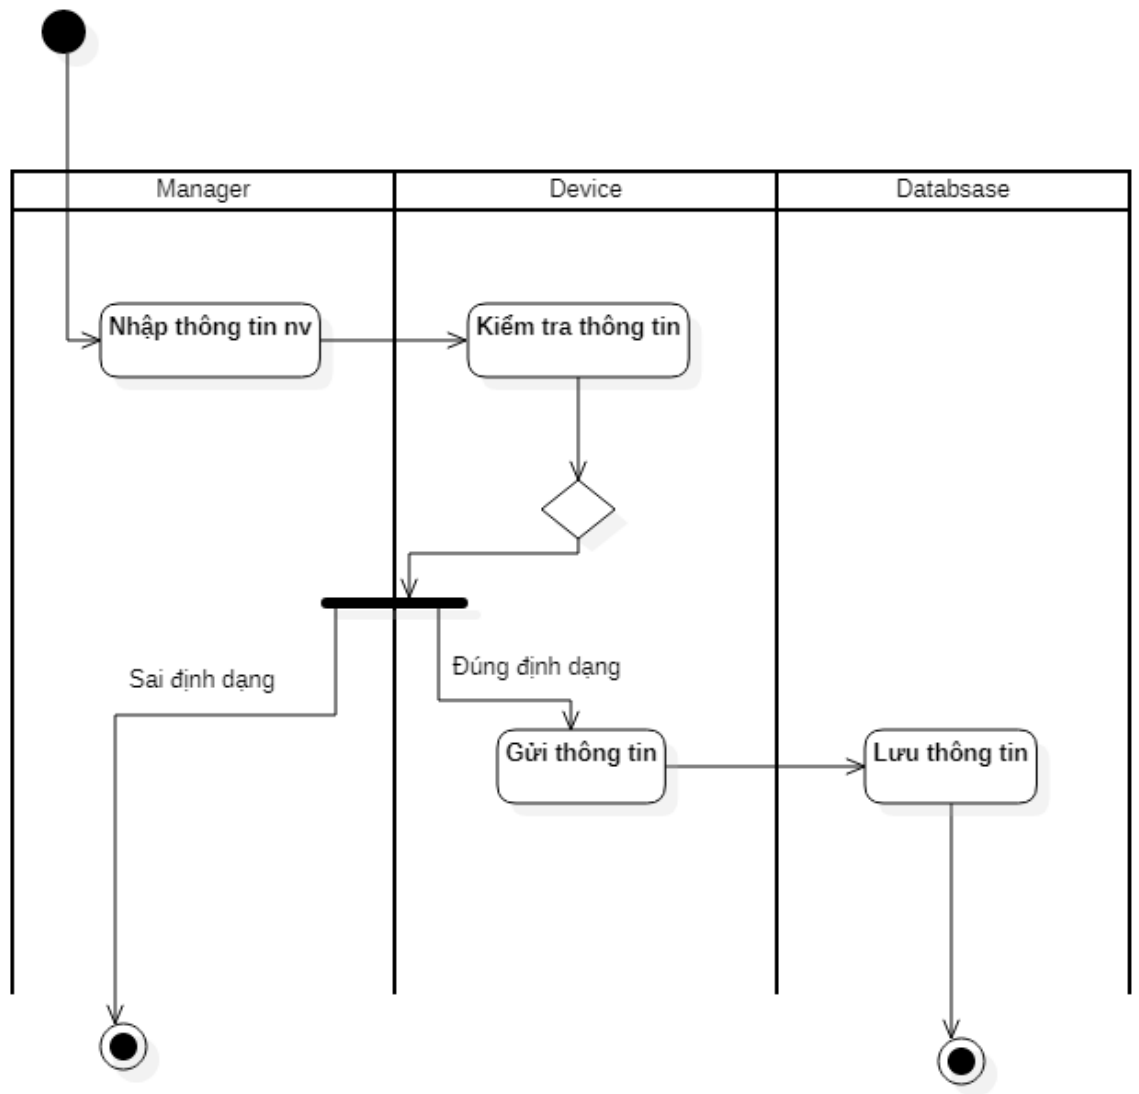 Manager
Device
Databsase
Nhập thông tin nv
Kiểm tra thông tin
Sai định dạng
Đúng định dạng
Gửi thông tin
Lưu thông tin